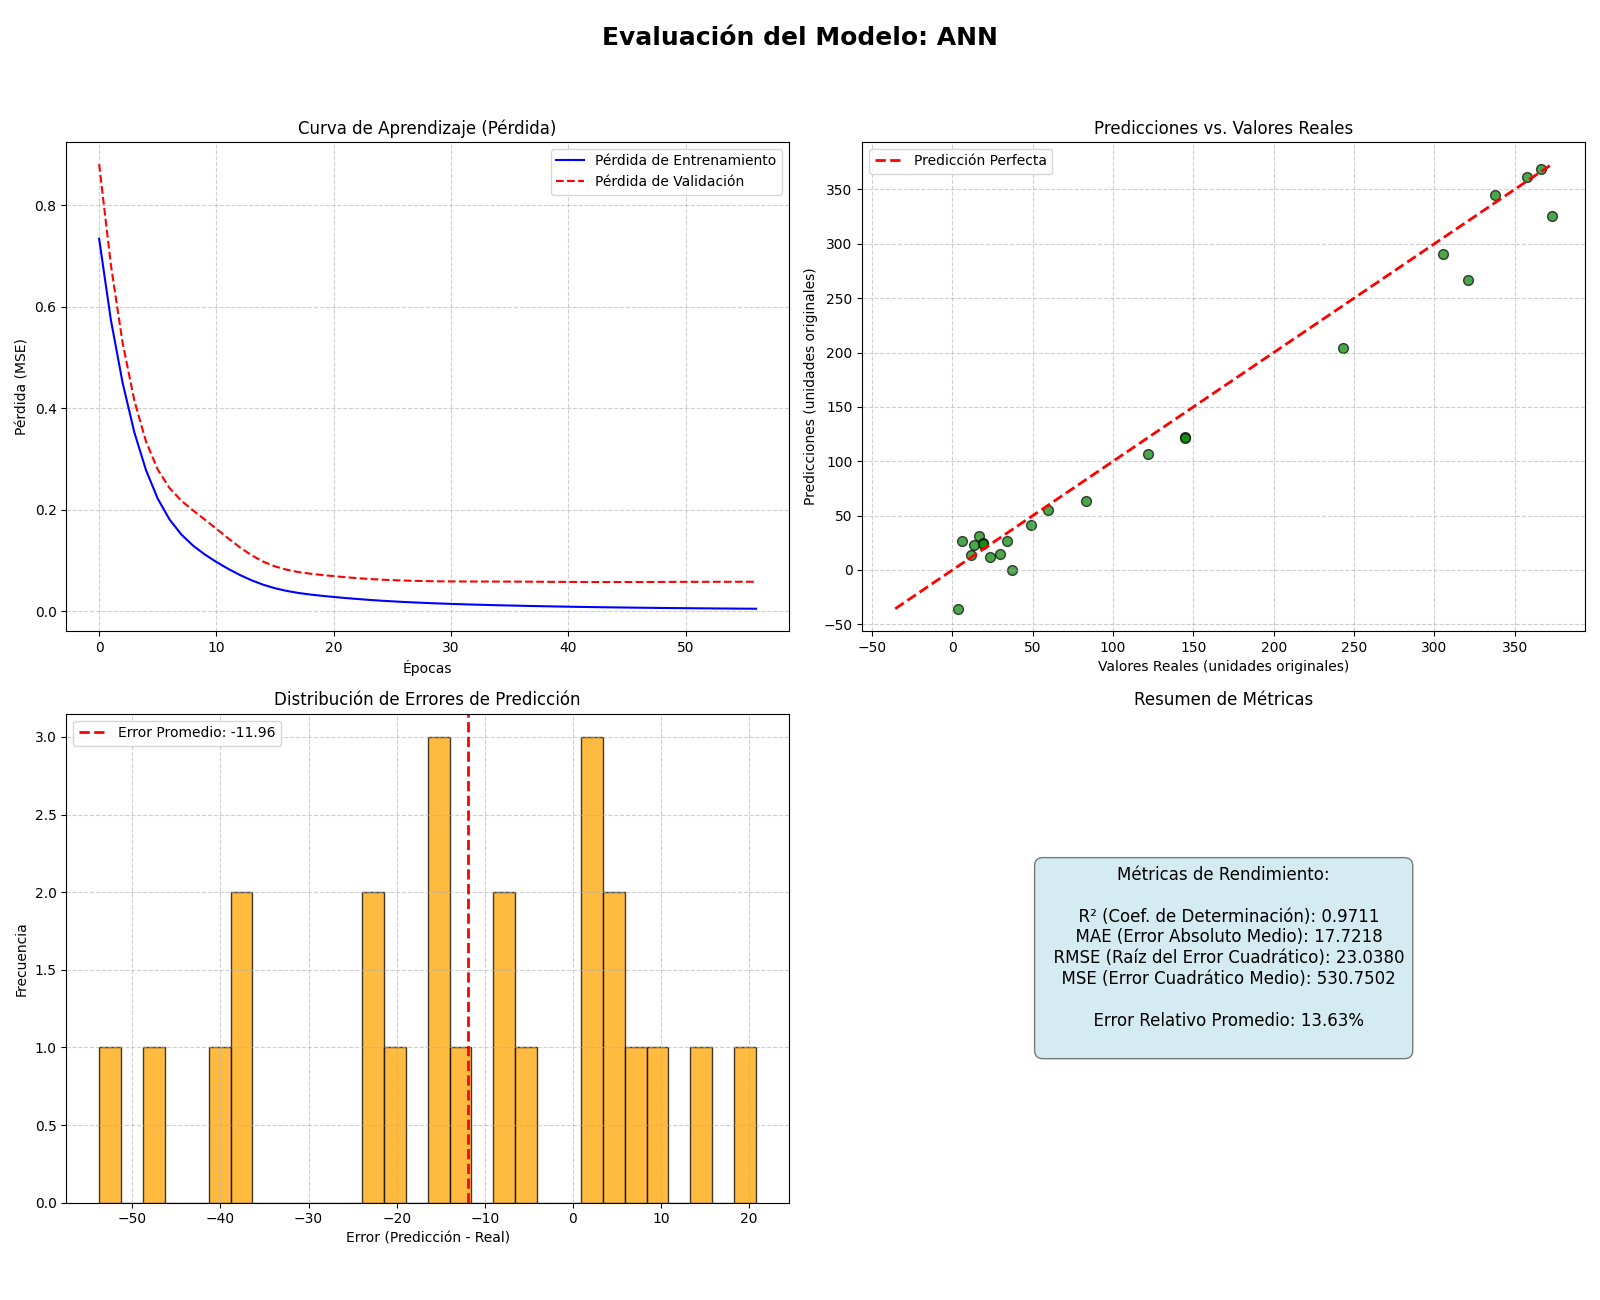 Evaluación del Modelo: ANN
Curva de Aprendizaje (Pérdida)
Pérdida de Entrenamiento
Pérdida de Validación
Pérdida (MSE)
0.8
0.6
0.4
0.2
0.0
0 10 20 30 40 50
Épocas
Predicciones vs. Valores Reales
Predicción Perfecta
Predicciones (unidades originales)
350
300
250
200
150
100
50
0
−50
−50 0 50 100 150 200 250 300 350
Valores Reales (unidades originales)
Distribución de Errores de Predicción
Error Promedio: -11.96
Frecuencia
3.0
2.5
2.0
1.5
1.0
0.5
0.0
−50 −40 −30 −20 −10 0 10 20
Error (Predicción - Real)
Resumen de Métricas
Métricas de Rendimiento:
R² (Coef. de Determinación): 0.9711
MAE (Error Absoluto Medio): 17.7218
RMSE (Raíz del Error Cuadrático): 23.0380
MSE (Error Cuadrático Medio): 530.7502
Error Relativo Promedio: 13.63%